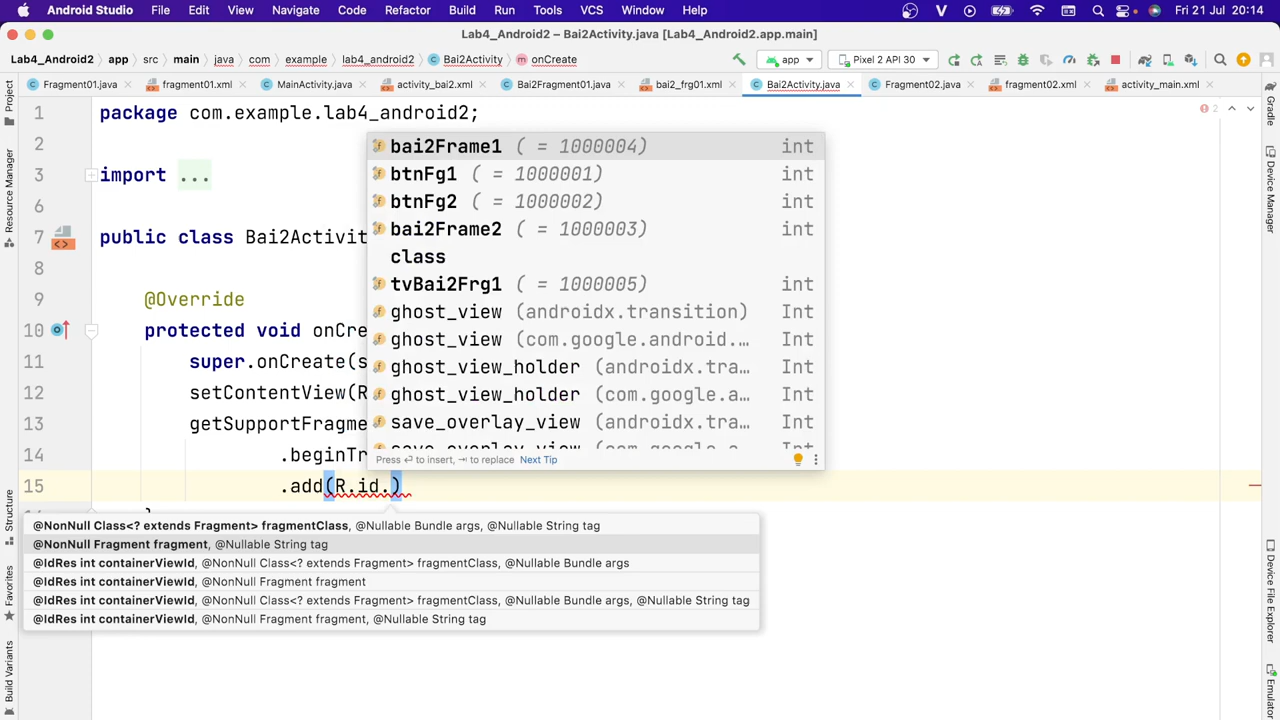 Android Studio File Edit View Navigate Code Refactor Build Run Tools VCS Window Help Fri 21 Jul 20:14
Lab4_Android2 – Bai2Activity.java [Lab4_Android2.app.main]
Lab4_Android2 app src main java com example lab4_android2 Bai2Activity onCreate app Pixel 2 API 30
Fragment01.java fragment01.xml MainActivity.java activity_bai2.xml Bai2Fragment01.java bai2_frg01.xml Bai2Activity.java Fragment02.java fragment02.xml activity_main.xml
Project
Resource Manager
Structure
Favorites
Build Variants
1 package com.example.lab4_android2;
2
3 import ...
6
7 public class Bai2Activit
8
9 @Override
10 protected void onCre
11 super.onCreate(s
12 setContentView(R
13 getSupportFragme
14 .beginTr
15 .add(R.id.)
2
bai2Frame1 ( = 1000004) int
btnFg1 ( = 1000001) int
btnFg2 ( = 1000002) int
bai2Frame2 ( = 1000003) int
class
tvBai2Frg1 ( = 1000005) int
ghost_view (androidx.transition) Int
ghost_view (com.google.android.… Int
ghost_view_holder (androidx.tra… Int
ghost_view_holder (com.google.a… Int
save_overlay_view (androidx.tra… Int
Press ⏎ to insert, ⇥ to replace Next Tip
@NonNull Class<? extends Fragment> fragmentClass, @Nullable Bundle args, @Nullable String tag
@NonNull Fragment fragment, @Nullable String tag
@IdRes int containerViewId, @NonNull Class<? extends Fragment> fragmentClass, @Nullable Bundle args
@IdRes int containerViewId, @NonNull Fragment fragment
@IdRes int containerViewId, @NonNull Class<? extends Fragment> fragmentClass, @Nullable Bundle args, @Nullable String tag
@IdRes int containerViewId, @NonNull Fragment fragment, @Nullable String tag
Gradle
Device Manager
Device File Explorer
Emulator